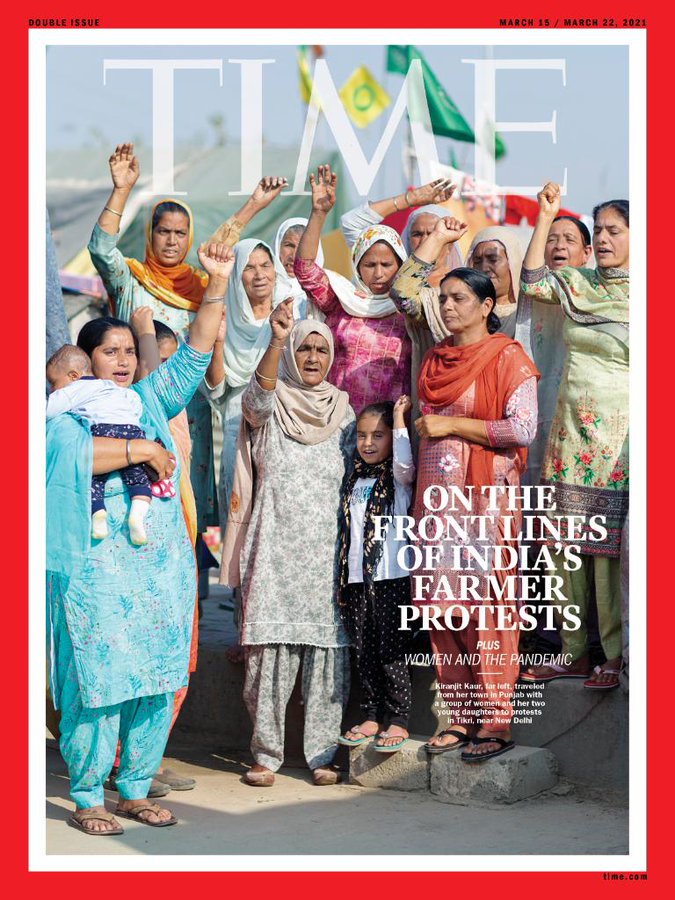 DOUBLE ISSUE
MARCH 15 / MARCH 22, 2021
TIME
ON THE
FRONT LINES
OF INDIA'S
FARMER
PROTESTS
PLUS
WOMEN AND THE PANDEMIC
Kiranjit Kaur, far left, traveled
from her town in Punjab with
a group of women and her two
young daughters to protests
in Tikri, near New Delhi
time.com